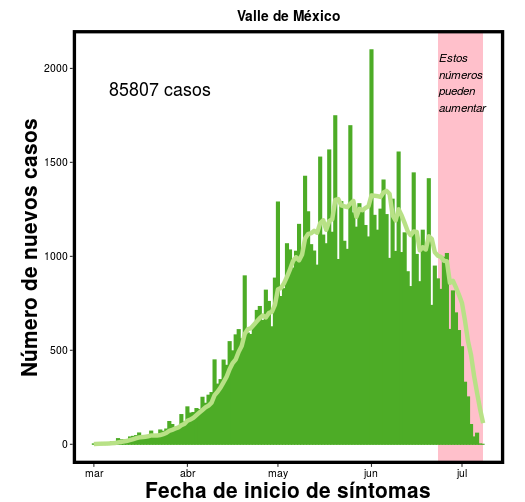 Valle de México
Estos
números
pueden
aumentar
85807 casos
Número de nuevos casos
2000
1500
1000
500
0
mar
abr
may
jun
jul
Fecha de inicio de síntomas